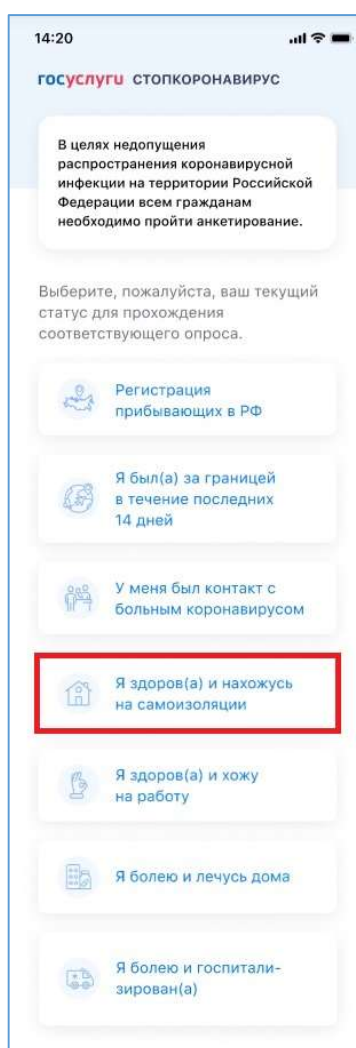 14:20
госуслуги СТОПКОРОНАВИРУС
В целях недопущения
распространения коронавирусной
инфекции на территории Российской
Федерации всем гражданам
необходимо пройти анкетирование.
Выберите, пожалуйста, ваш текущий
статус для прохождения
соответствующего опроса.
Регистрация
прибывающих в РФ
Я был(а) за границей
в течение последних
14 дней
У меня был контакт с
больным коронавирусом
Я здоров(а) и нахожусь
на самоизоляции
Я здоров(а) и хожу
на работу
Я болею и лечусь дома
Я болею и госпитали-
зирован(а)